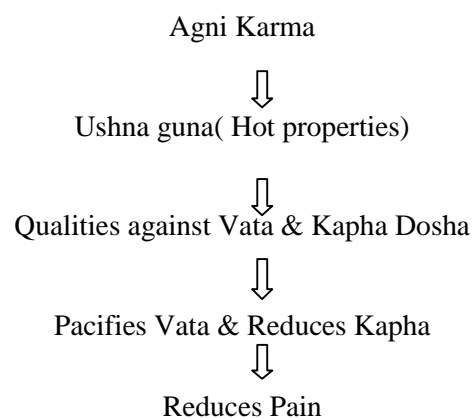 Agni Karma
Ushna guna( Hot properties)
Qualities against Vata & Kapha Dosha
Pacifies Vata & Reduces Kapha
Reduces Pain